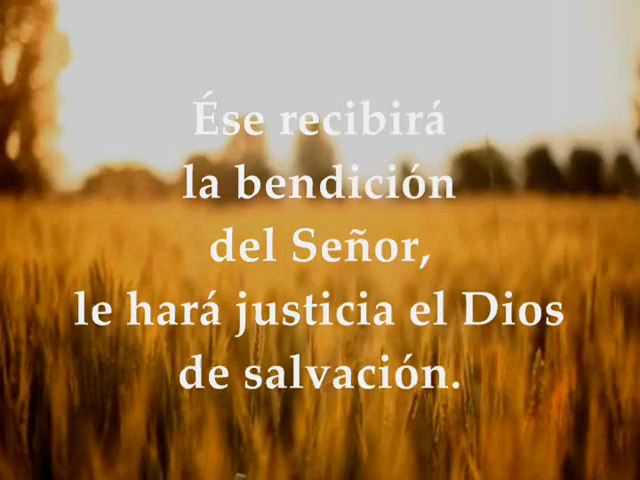 Ése recibirá
la bendición
del Señor,
le hará justicia el Dios
de salvación.